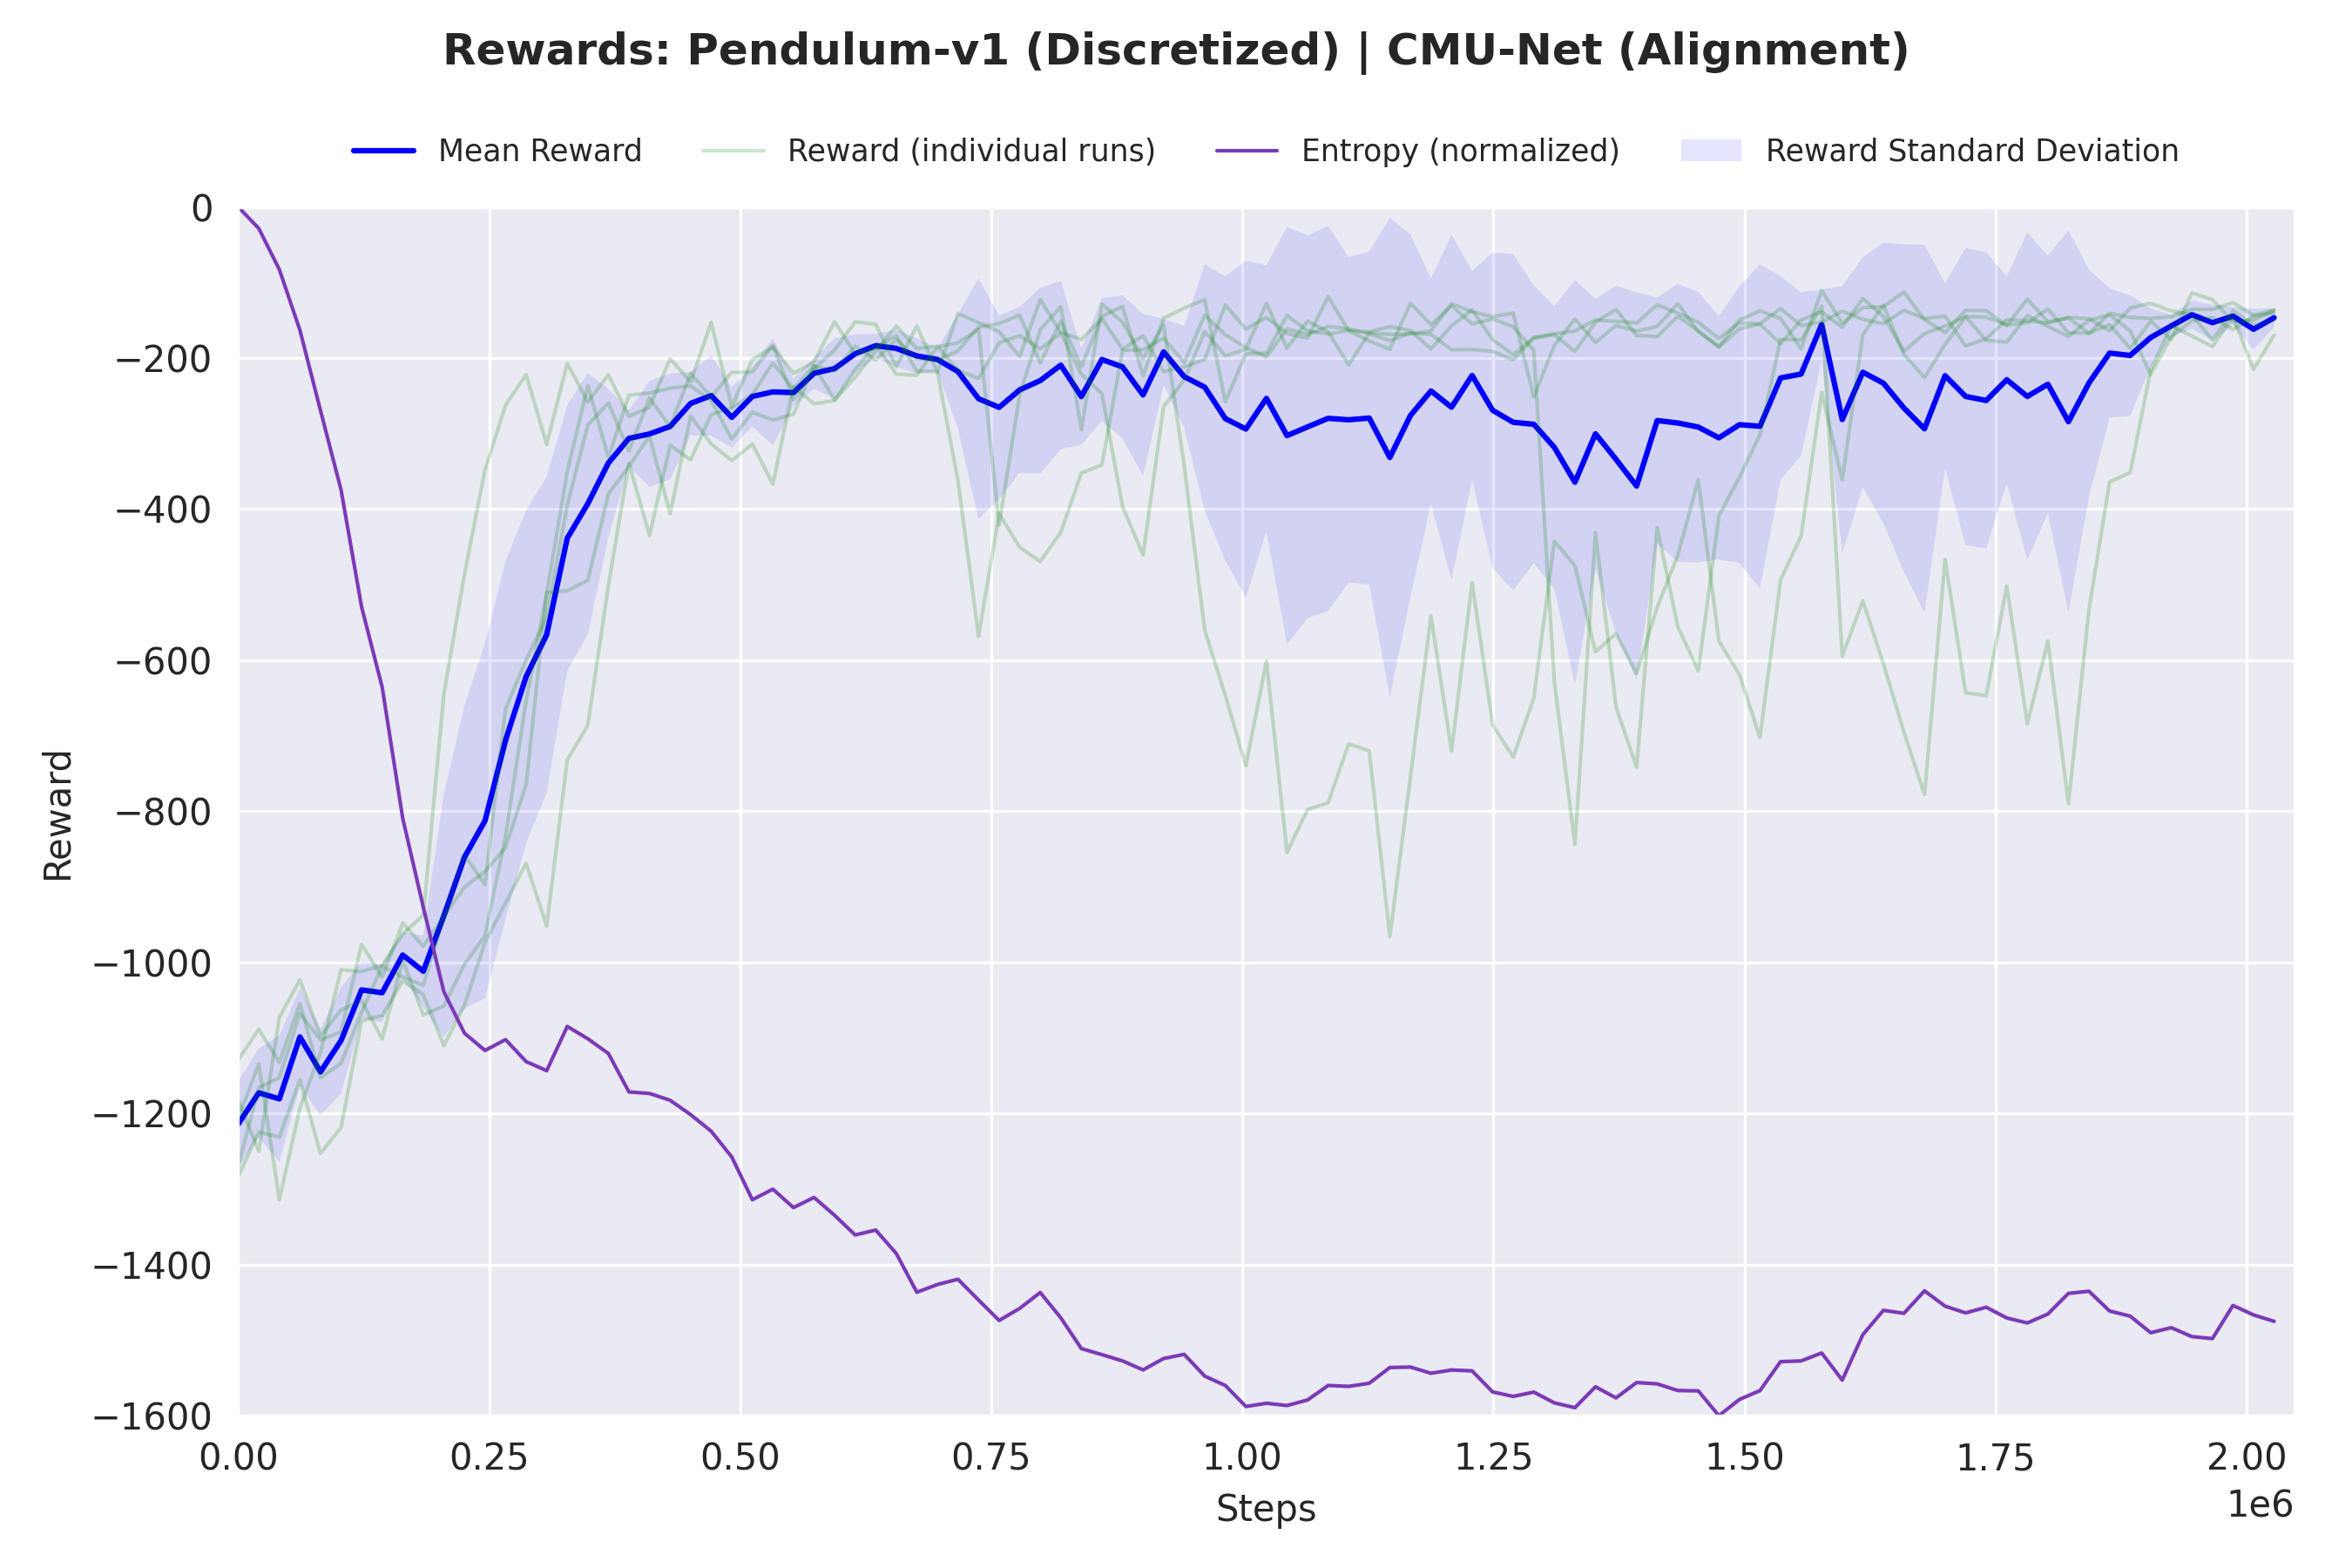 Rewards: Pendulum-v1 (Discretized) | CMU-Net (Alignment)
Mean Reward
Reward (individual runs)
Entropy (normalized)
Reward Standard Deviation
0
−200
−400
−600
−800
−1000
−1200
−1400
−1600
Reward
0.00
0.25
0.50
0.75
1.00
1.25
1.50
1.75
2.00
1e6
Steps